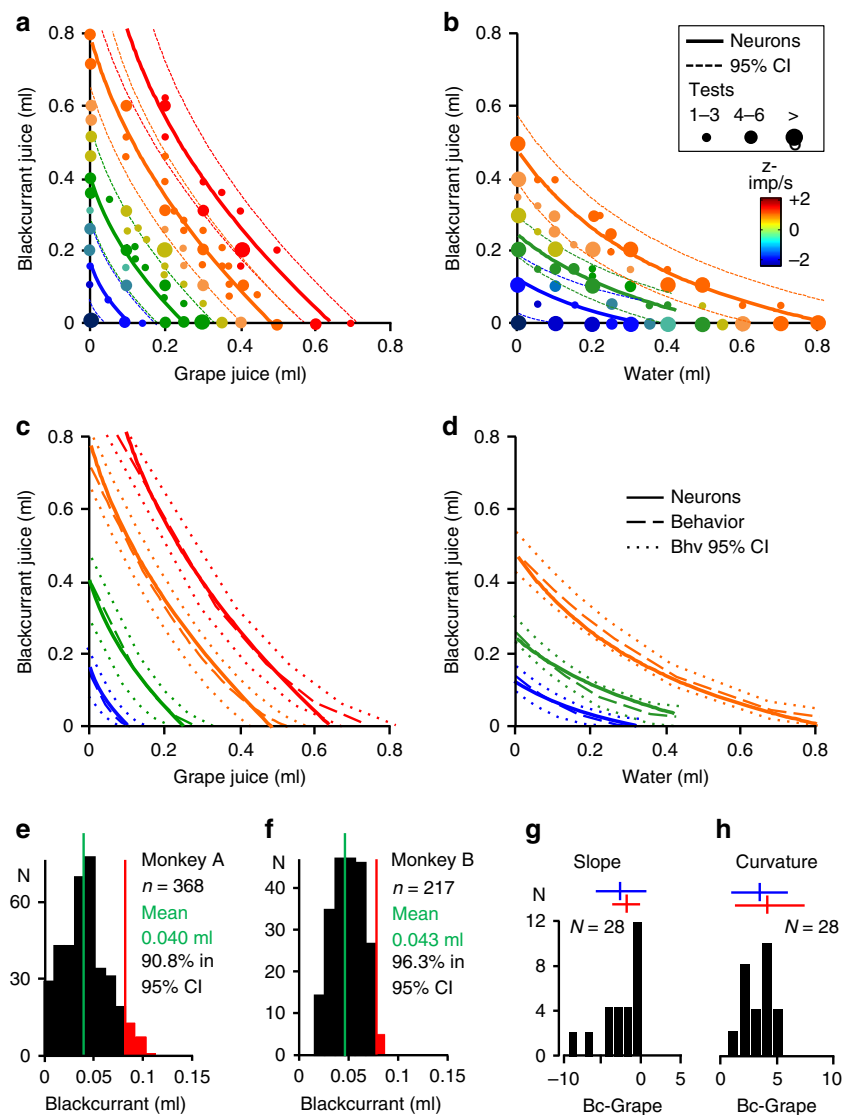 a
0.8
0.6
0.4
0.2
0
0
0.2
0.4
0.6
0.8
Blackcurrant juice (ml)
Grape juice (ml)
b
0.8
0.6
0.4
0.2
0
0
0.2
0.4
0.6
0.8
Blackcurrant juice (ml)
Water (ml)
Neurons
95% CI
Tests
1–3 4–6 >
z-
imp/s
+2
0
–2
c
0.8
0.6
0.4
0.2
0
0
0.2
0.4
0.6
0.8
Blackcurrant juice (ml)
Grape juice (ml)
d
0.8
0.6
0.4
0.2
0
0
0.2
0.4
0.6
0.8
Blackcurrant juice (ml)
Water (ml)
Neurons
Behavior
Bhv 95% CI
e
N
60
30
0
0
0.05
0.10
0.15
Blackcurrant (ml)
Monkey A
n = 368
Mean
0.040 ml
90.8% in
95% CI
f
N
40
20
10
0
0
0.05
0.10
0.15
Blackcurrant (ml)
Monkey B
n = 217
Mean
0.043 ml
96.3% in
95% CI
g
Slope
N
N = 28
12
8
4
0
–10
0
5
Bc-Grape
h
Curvature
N = 28
0
5
10
Bc-Grape